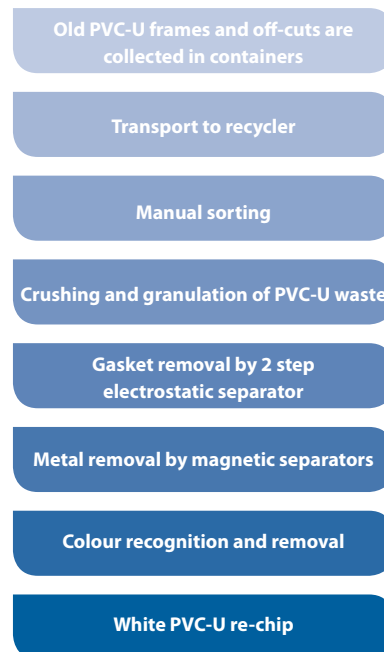 Old PVC-U frames and off-cuts are
collected in containers
Transport to recycler
Manual sorting
Crushing and granulation of PVC-U waste
Gasket removal by 2 step
electrostatic separator
Metal removal by magnetic separators
Colour recognition and removal
White PVC-U re-chip